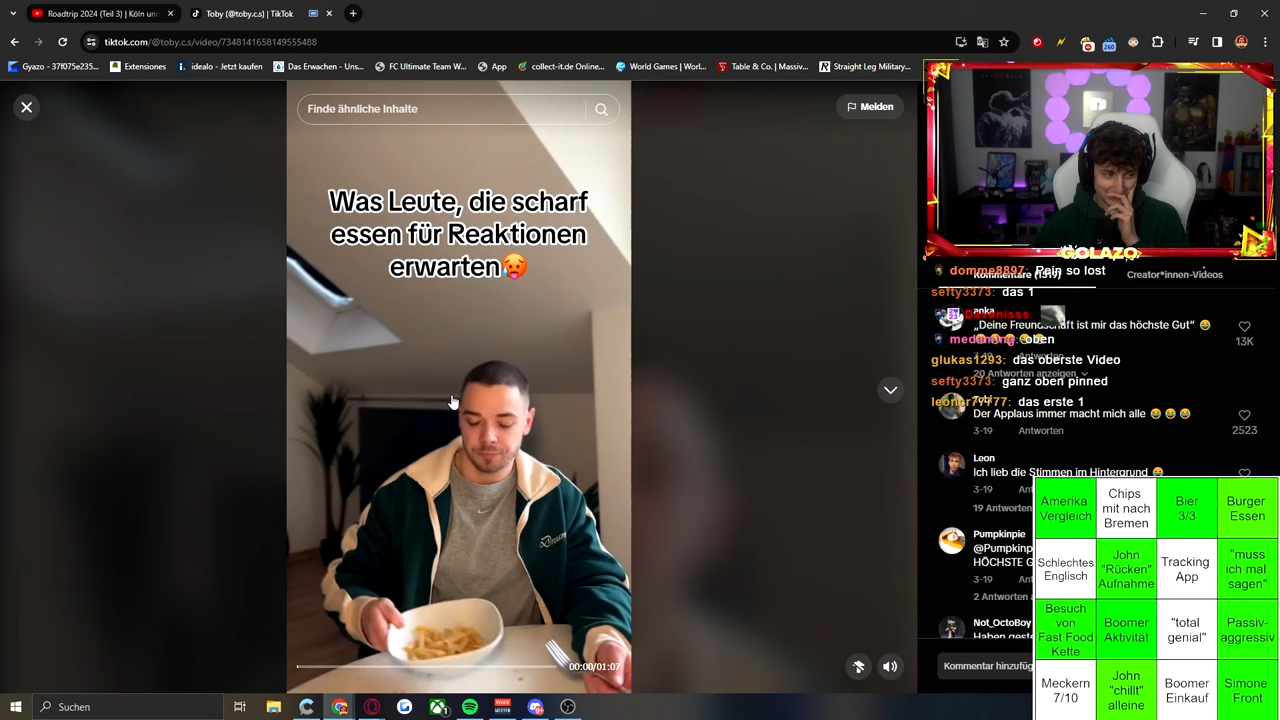 Roadtrip 2024 (Teil 3) | Köln und
Toby (@toby.c.s) | TikTok
tiktok.com/@toby.c.s/video/7348141658149555488
Gyazo - 37f075e235...
Extensiones
idealo - Jetzt kaufen
Das Erwachen - Uns...
FC Ultimate Team W...
App
collect-it.de Online...
World Games | Worl...
Table & Co. | Massiv...
Straight Leg Military...
260
Finde ähnliche Inhalte
Melden
Was Leute, die scharf
essen für Reaktionen
erwarten🥵
Dream
00:00/01:07
GOLAZO
domme8897: Pein so lost
Creator*innen-Videos
sefty3373: das 1
anka
„Deine Freundschaft ist mir das höchste Gut“ 😂
13K
oben
glukas1293: das oberste Video
20 Antworten anzeigen
sefty3373: ganz oben pinned
das erste 1
Der Applaus immer macht mich alle 😂 😂 😂
3-19 Antworten
2523
Leon
Ich lieb die Stimmen im Hintergrund 😂
3-19
19 Antworten
Pumpkinpie
@Pumpkinp
HÖCHSTE G
3-19
2 Antworten a
Not_OctoBoy
Haben geste
Kommentar hinzufüg
Amerika
Vergleich
Chips
mit nach
Bremen
Bier
3/3
Burger
Essen
Schlechtes
Englisch
John
"Rücken"
Aufnahme
Tracking
App
"muss
ich mal
sagen"
Besuch
von
Fast Food
Kette
Boomer
Aktivität
"total
genial"
Passiv-
aggressiv
Meckern
7/10
John
"chillt"
alleine
Boomer
Einkauf
Simone
Front
Suchen